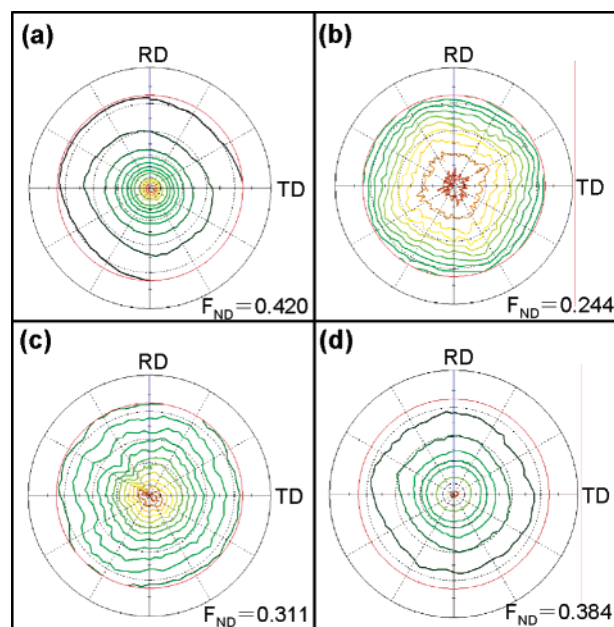 (a)
RD
TD
F_ND=0.420
(b)
RD
TD
F_ND=0.244
(c)
RD
TD
F_ND=0.311
(d)
RD
TD
F_ND=0.384